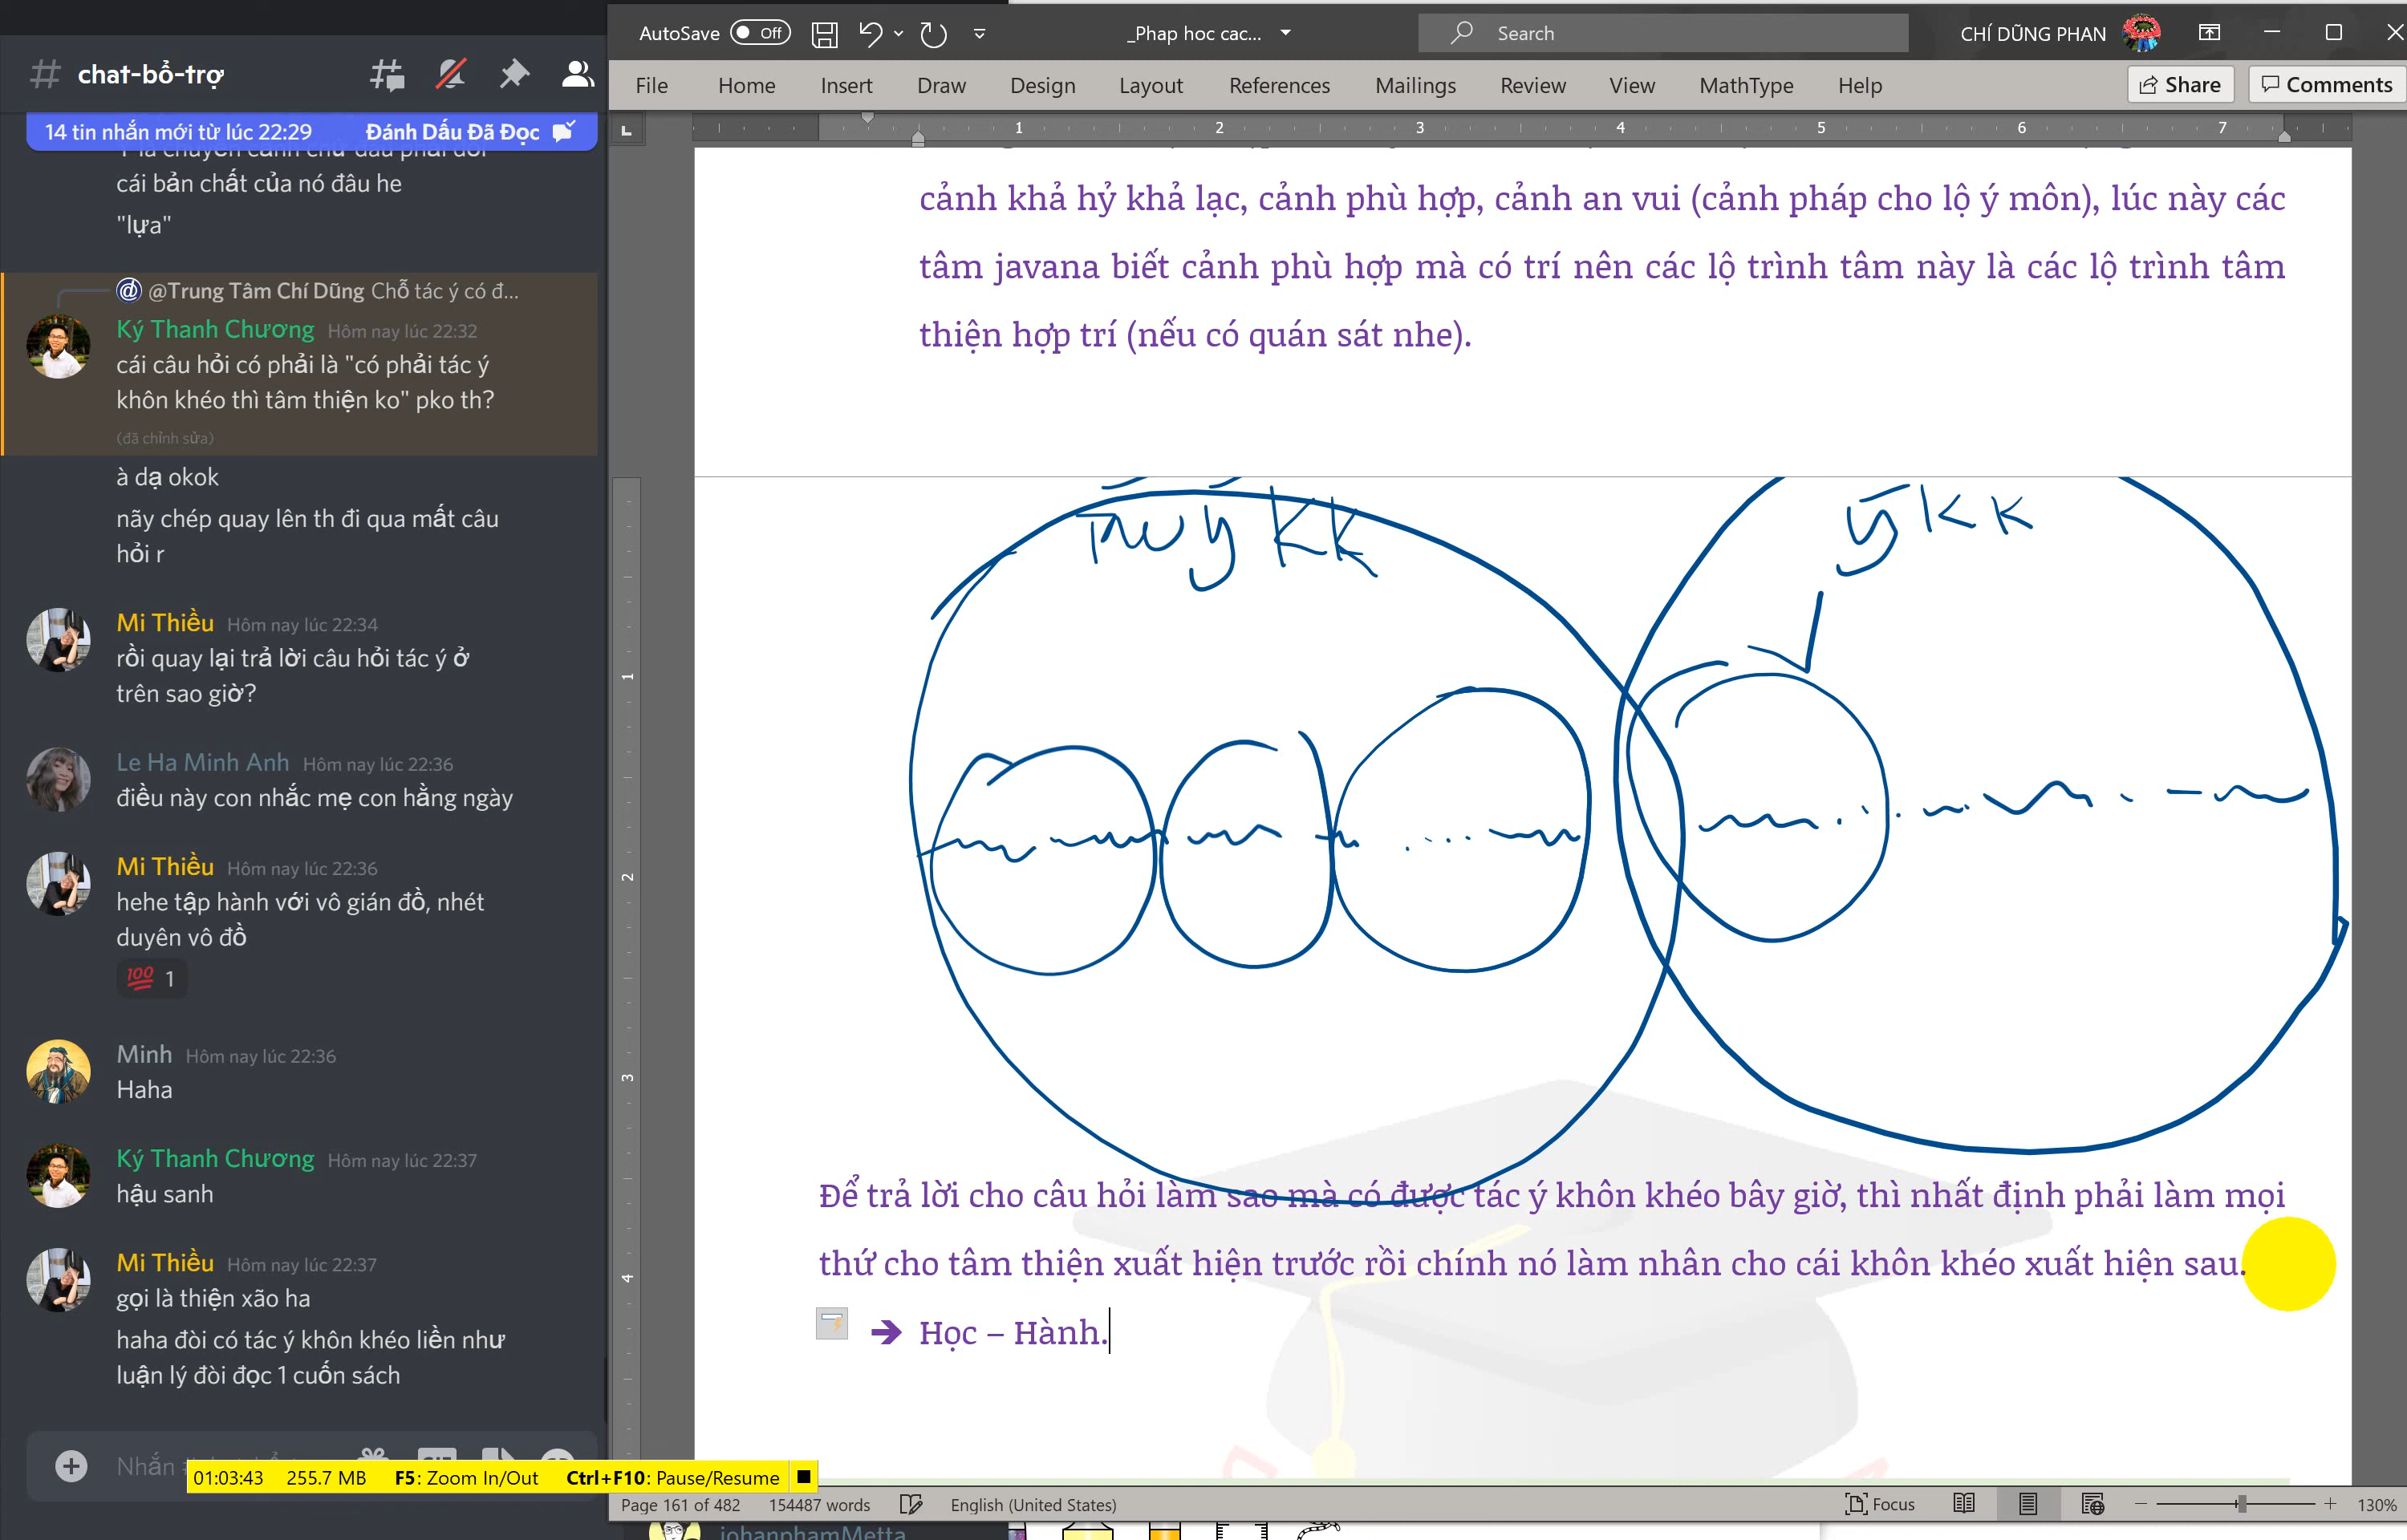 # chat-bổ-trợ
14 tin nhắn mới từ lúc 22:29 Đánh Dấu Đã Đọc
cái bản chất của nó đâu he
"lựa"
@Trung Tâm Chí Dũng Chỗ tác ý có đ...
Ký Thanh Chương Hôm nay lúc 22:32
cái câu hỏi có phải là "có phải tác ý
khôn khéo thì tâm thiện ko" pko th?
(đã chỉnh sửa)
à dạ okok
nãy chép quay lên th đi qua mất câu
hỏi r
Mi Thiều Hôm nay lúc 22:34
rồi quay lại trả lời câu hỏi tác ý ở
trên sao giờ?
Le Ha Minh Anh Hôm nay lúc 22:36
điều này con nhắc mẹ con hằng ngày
Mi Thiều Hôm nay lúc 22:36
hehe tập hành với vô gián đồ, nhét
duyên vô đồ
100 1
Minh Hôm nay lúc 22:36
Haha
Ký Thanh Chương Hôm nay lúc 22:37
hậu sanh
Mi Thiều Hôm nay lúc 22:37
gọi là thiện xão ha
haha đòi có tác ý khôn khéo liền như
luận lý đòi đọc 1 cuốn sách
Nhắn
01:03:43 255.7 MB F5: Zoom In/Out Ctrl+F10: Pause/Resume
johanphamMetta
AutoSave Off _Phap hoc cac... Search CHÍ DŨNG PHAN
File Home Insert Draw Design Layout References Mailings Review View MathType Help Share Comments
L 1 2 3 4 5 6 7
cảnh khả hỷ khả lạc, cảnh phù hợp, cảnh an vui (cảnh pháp cho lộ ý môn), lúc này các
tâm javana biết cảnh phù hợp mà có trí nên các lộ trình tâm này là các lộ trình tâm
thiện hợp trí (nếu có quán sát nhe).
ý KK
1
2
3
4
Để trả lời cho câu hỏi làm sao mà có được tác ý khôn khéo bây giờ, thì nhất định phải làm mọi
thứ cho tâm thiện xuất hiện trước rồi chính nó làm nhân cho cái khôn khéo xuất hiện sau.
➔ Học – Hành.
Page 161 of 482 154487 words English (United States) Focus 130%